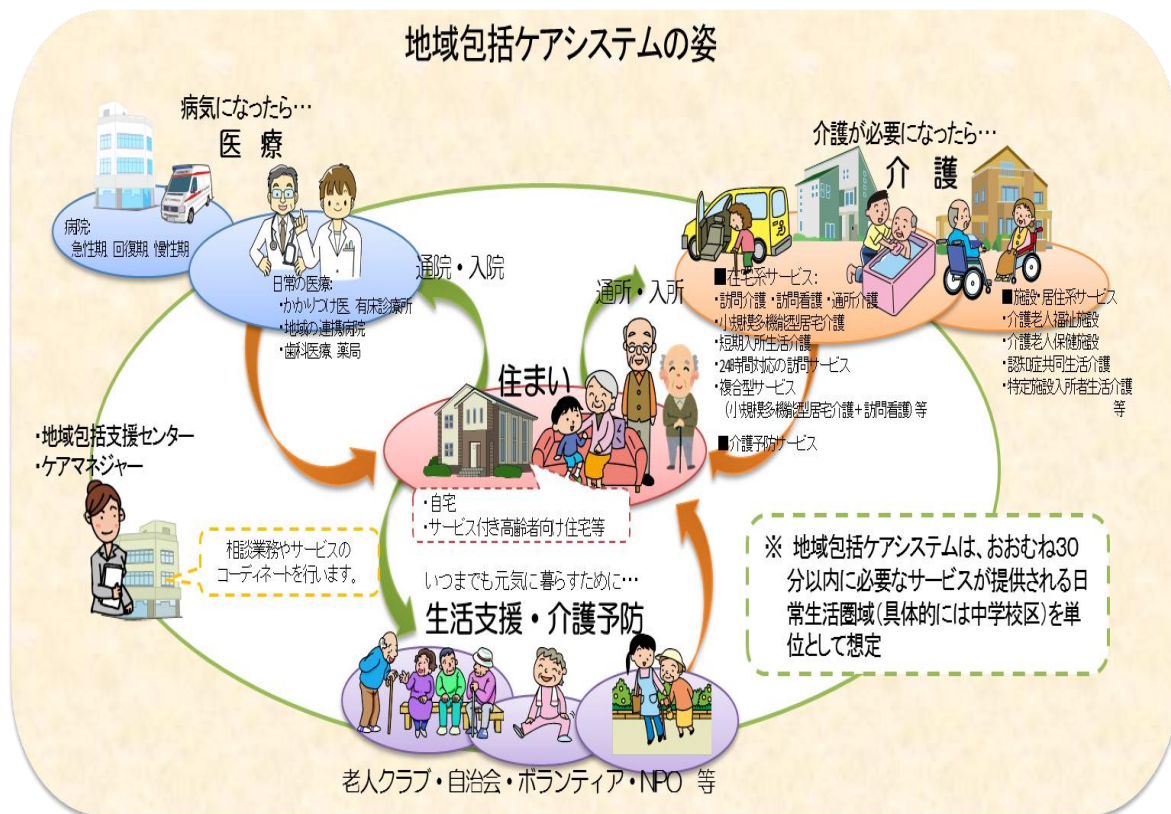 地域包括ケアシステムの姿
病気になったら…
医 療
病院:
急性期 回復期 慢性期
日常の医療:
・かかりつけ医 有床診療所
・地域の連携病院
・歯科医療 薬局
通院・入院
通所・入所
介護が必要になったら…
介 護
■在宅系サービス:
・訪問介護・訪問看護・通所介護
・小規模多機能型居宅介護
・短期入所生活介護
・24時間対応の訪問サービス
・複合型サービス
(小規模多機能型居宅介護+訪問看護)等
■介護予防サービス
■施設・居住系サービス
・介護老人福祉施設
・介護老人保健施設
・認知症共同生活介護
・特定施設入所者生活介護
等
住まい
・自宅
・サービス付き高齢者向け住宅等
・地域包括支援センター
・ケアマネジャー
相談業務やサービスの
コーディネートを行います。
いつまでも元気に暮らすために…
生活支援・介護予防
老人クラブ・自治会・ボランティア・NPO 等
※ 地域包括ケアシステムは、おおむね30
分以内に必要なサービスが提供される日
常生活圏域(具体的には中学校区)を単
位として想定